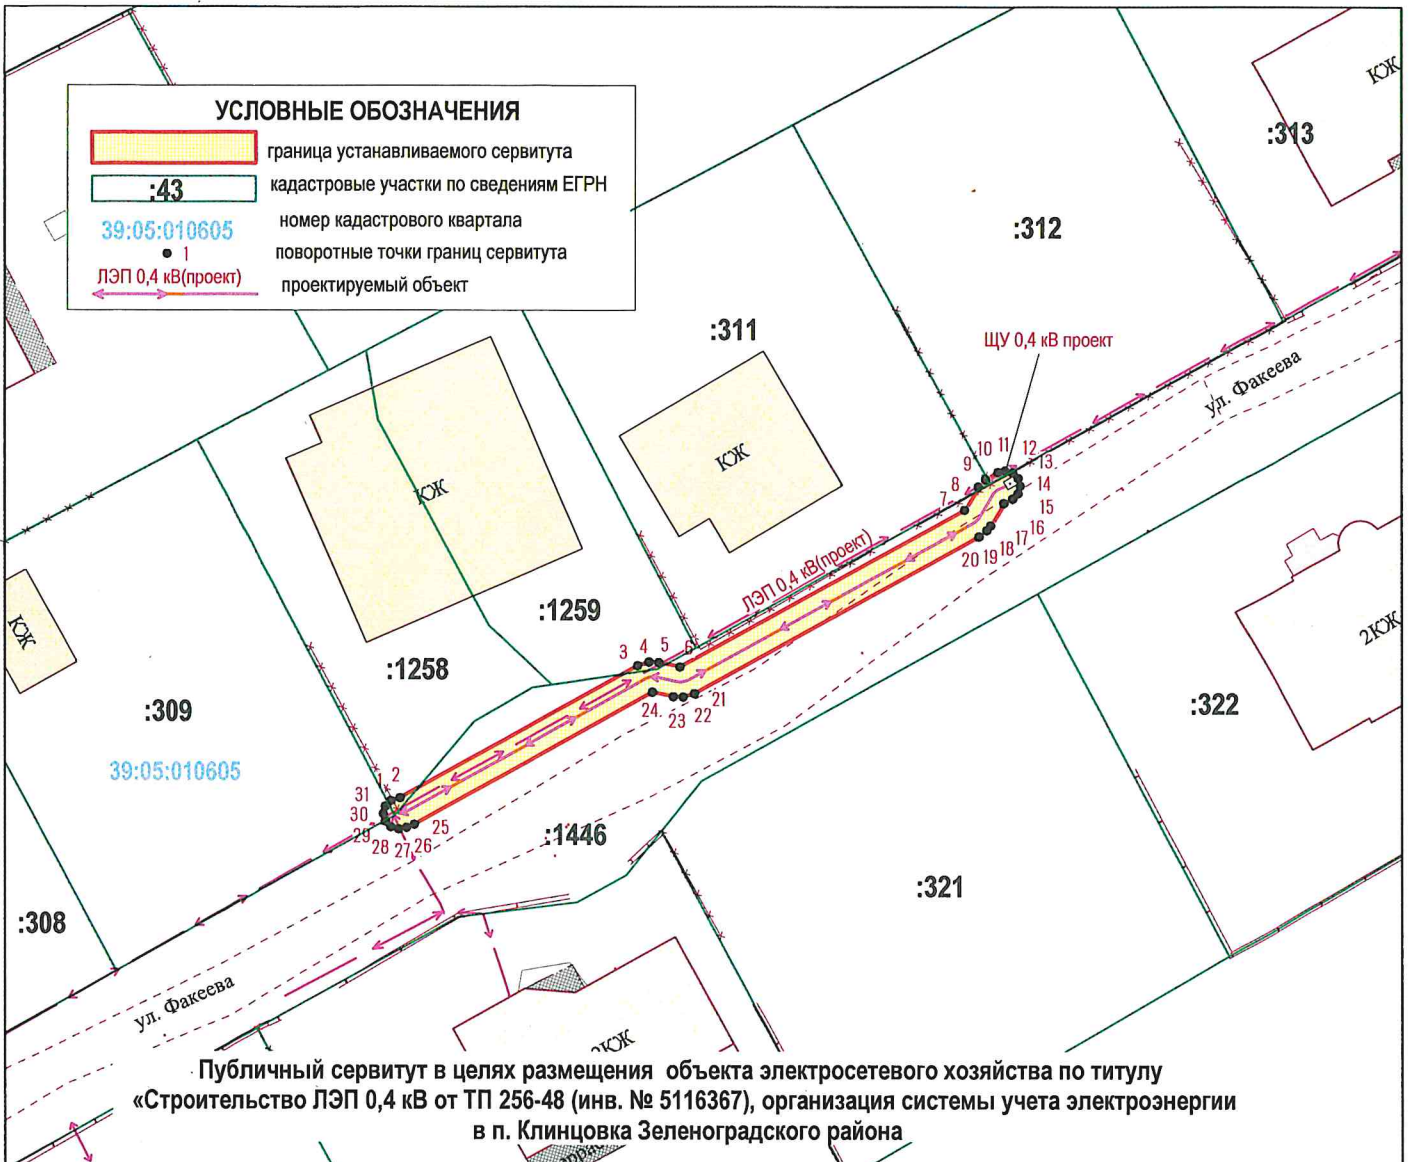 УСЛОВНЫЕ ОБОЗНАЧЕНИЯ
граница устанавливаемого сервитута
:43 кадастровые участки по сведениям ЕГРН
39:05:010605 номер кадастрового квартала
1 поворотные точки границ сервитута
ЛЭП 0,4 кВ(проект) проектируемый объект
КЖ
:313
:312
:311
ЩУ 0,4 кВ проект
ул. Факеева
КЖ
КЖ
10 11 12
9 13
8 14
7 15
16
17
18
19
20
ЛЭП 0,4 кВ(проект)
:1259
КЖ
2КЖ
3 4 5 6
:1258
:309
:322
24 23 22 21
39:05:010605
1 2
31
30
29
28 27 26 25
:1446
:321
:308
ул. Факеева
2КЖ
Публичный сервитут в целях размещения объекта электросетевого хозяйства по титулу
«Строительство ЛЭП 0,4 кВ от ТП 256-48 (инв. № 5116367), организация системы учета электроэнергии
в п. Клинцовка Зеленоградского района